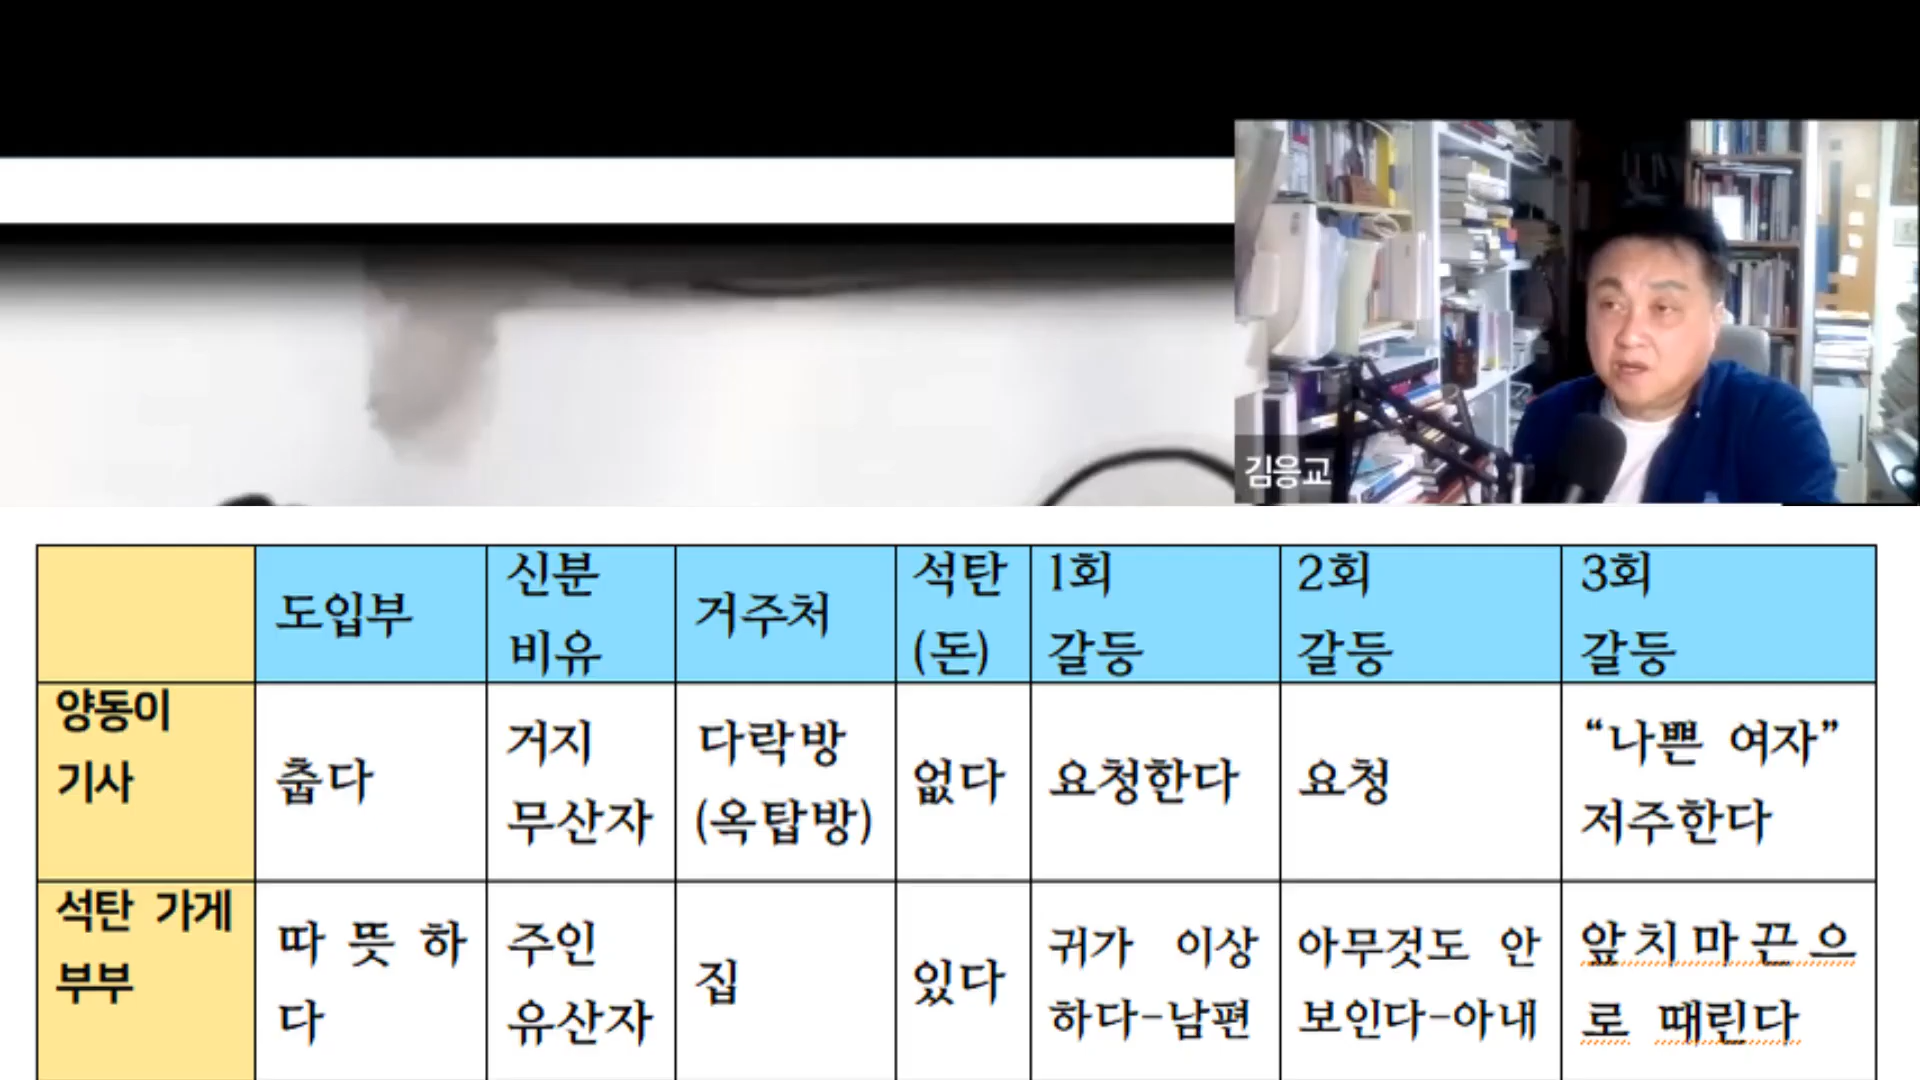 김응교
도입부
신분
비유
거주처
석탄
(돈)
1회
갈등
2회
갈등
3회
갈등
양동이
기사
춥다
거지
무산자
다락방
(옥탑방)
없다
요청한다
요청
“나쁜 여자”
저주한다
석탄 가게
부부
따 뜻 하
다
주인
유산자
집
있다
귀가 이상
하다-남편
아무것도 안
보인다-아내
앞치마끈으
로 때린다